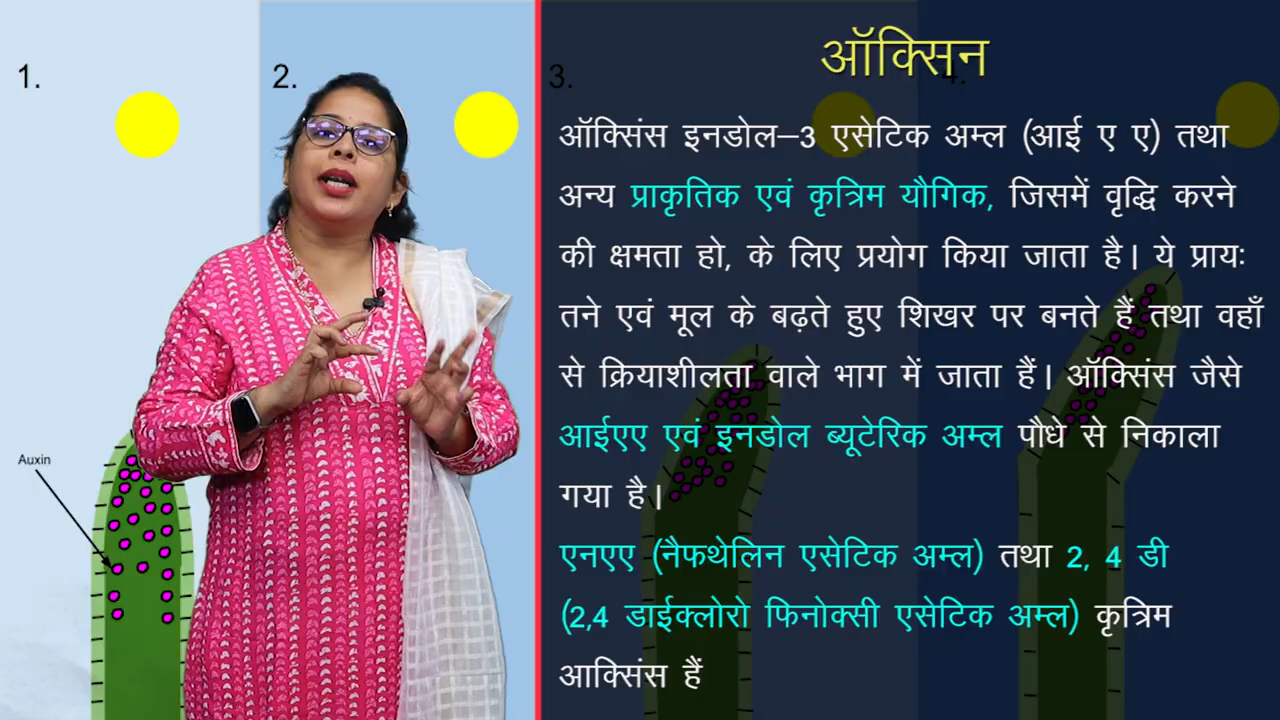 1.
2.
3.
4.
Auxin
ऑक्सिन
ऑक्सिंस इनडोल–3 एसेटिक अम्ल (आई ए ए) तथा
अन्य प्राकृतिक एवं कृत्रिम यौगिक, जिसमें वृद्धि करने
की क्षमता हो, के लिए प्रयोग किया जाता है। ये प्रायः
तने एवं मूल के बढ़ते हुए शिखर पर बनते हैं तथा वहाँ
से क्रियाशीलता वाले भाग में जाता हैं। ऑक्सिंस जैसे
आईएए एवं इनडोल ब्यूटेरिक अम्ल पौधे से निकाला
गया है।
एनएए (नैफथेलिन एसेटिक अम्ल) तथा 2, 4 डी
(2,4 डाईक्लोरो फिनोक्सी एसेटिक अम्ल) कृत्रिम
आक्सिंस हैं